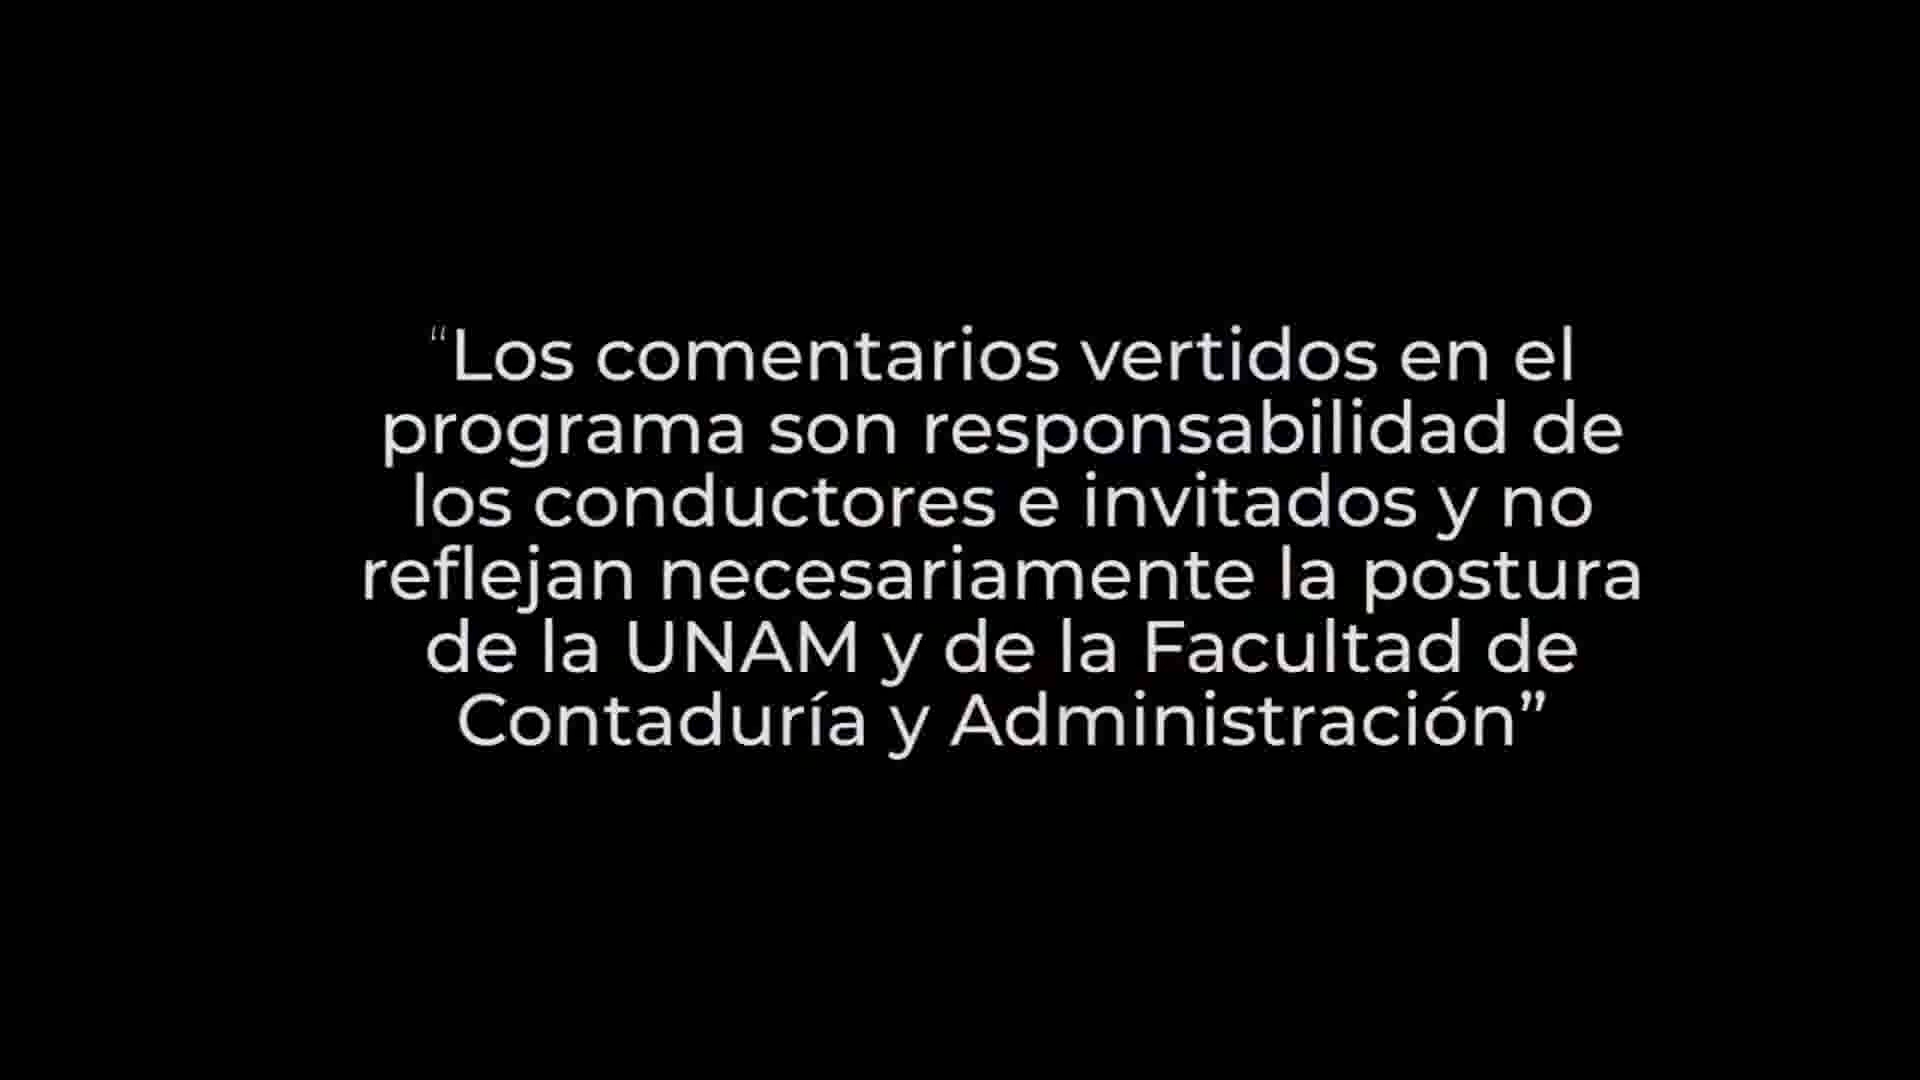 “Los comentarios vertidos en el
programa son responsabilidad de
los conductores e invitados y no
reflejan necesariamente la postura
de la UNAM y de la Facultad de
Contaduría y Administración”